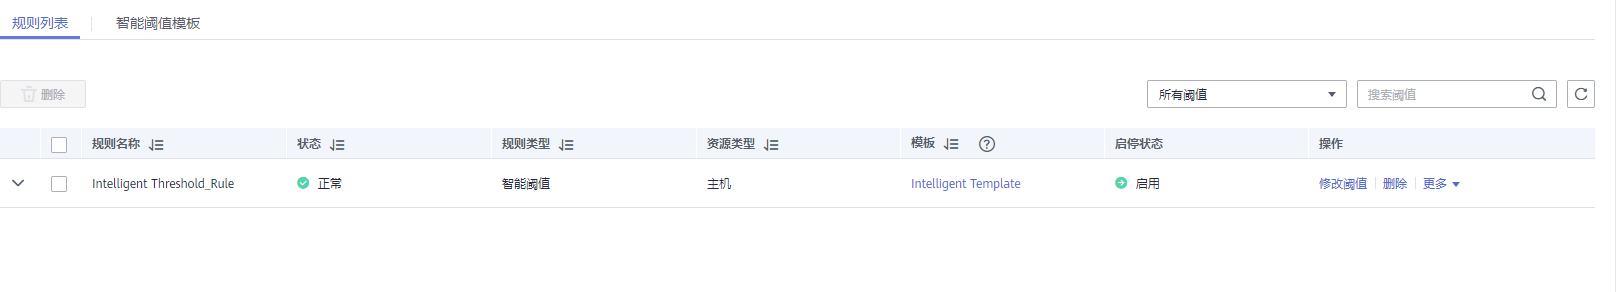 规则列表 智能阈值模板
删除 所有阈值 搜索阈值
规则名称 状态 规则类型 资源类型 模板 ? 启停状态 操作
Intelligent Threshold_Rule 正常 智能阈值 主机 Intelligent Template 启用 修改阈值 删除 更多